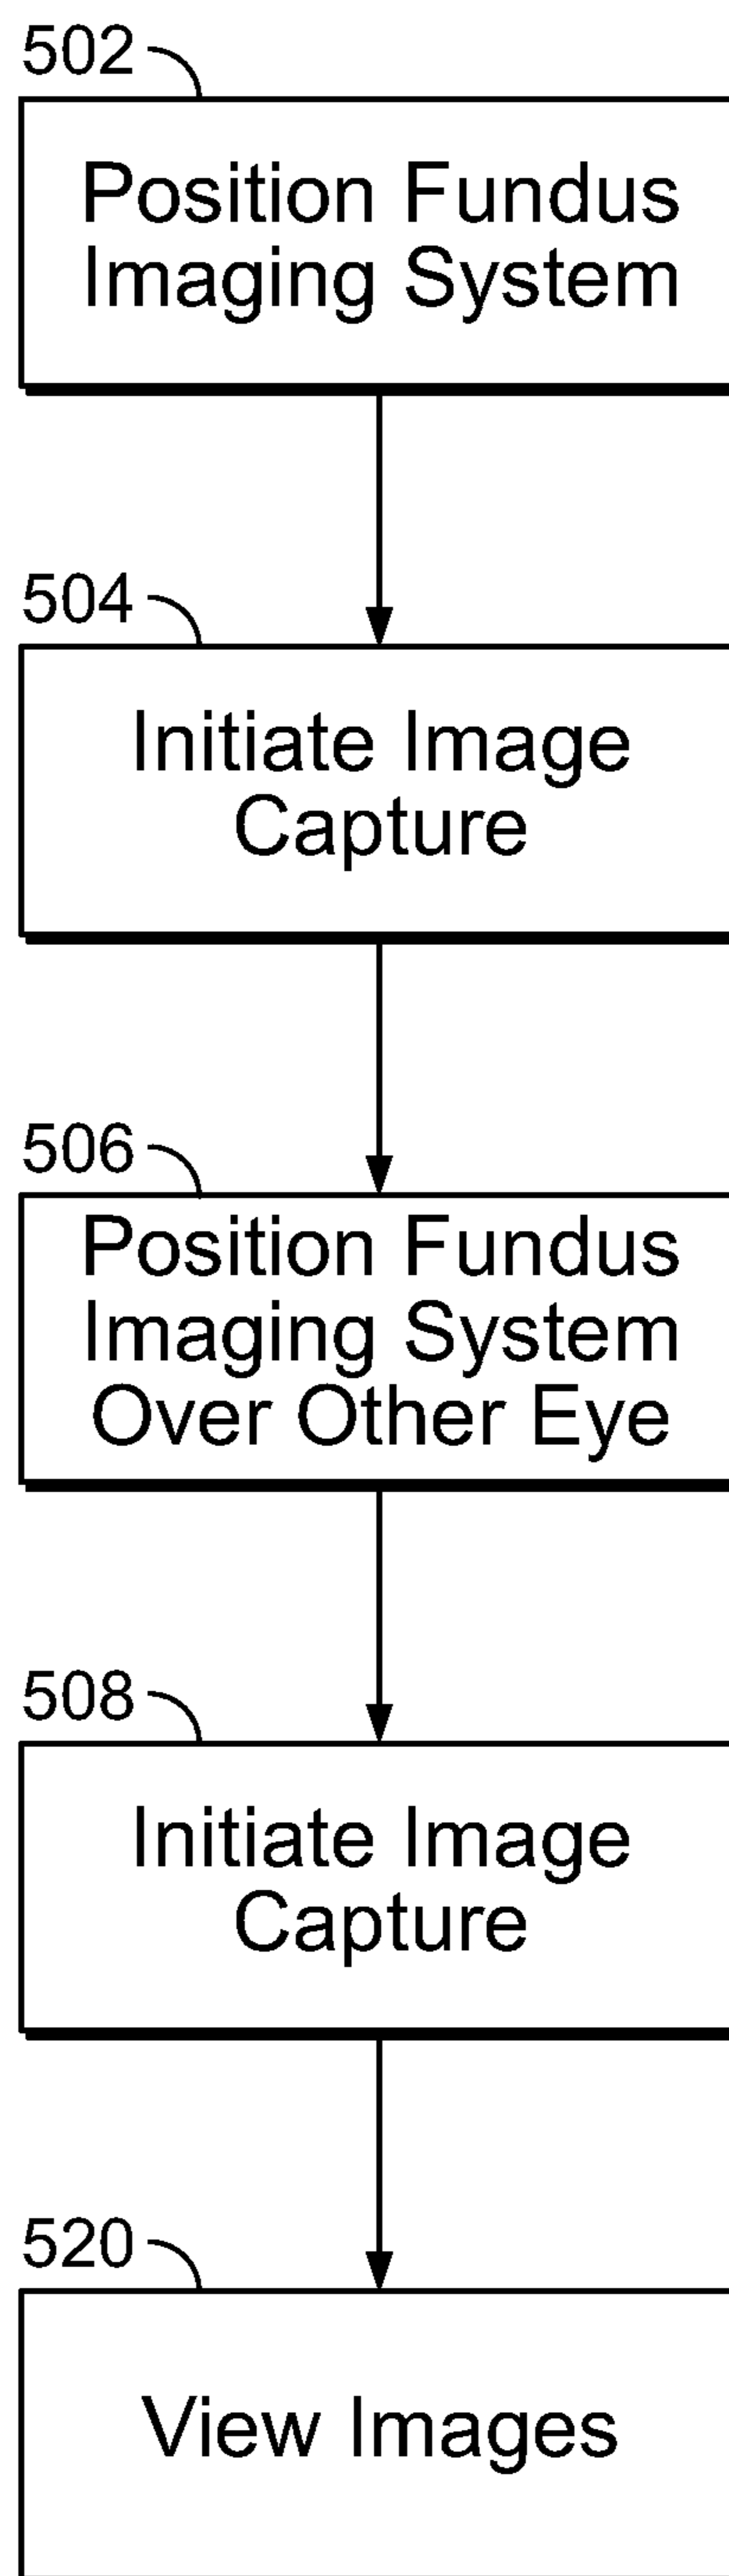 502
Position Fundus
Imaging System
504
Initiate Image
Capture
506
Position Fundus
Imaging System
Over Other Eye
508
Initiate Image
Capture
520
View Images